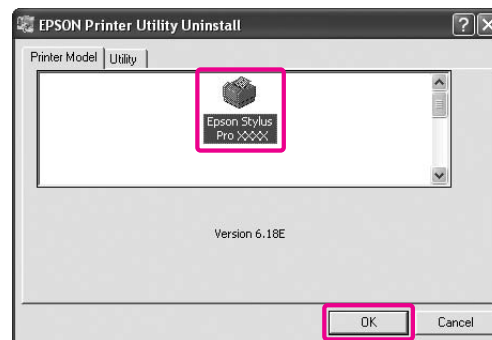 EPSON Printer Utility Uninstall
Printer Model
Utility
Epson Stylus
Pro XXXX
Version 6.18E
OK
Cancel